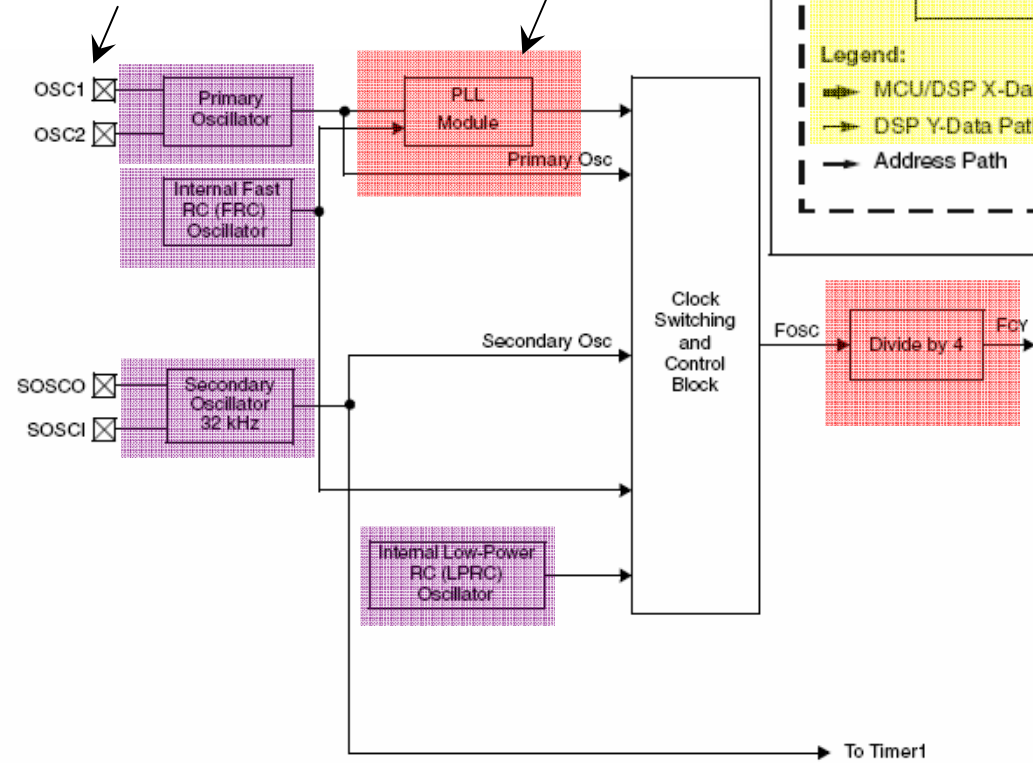 Legend:
MCU/DSP X-Da
DSP Y-Data Pat
Address Path
OSC1
OSC2
Primary
Oscillator
PLL
Module
Primary Osc
Internal Fast
RC (FRC)
Oscillator
Clock
Switching
and
Control
Block
Fosc
Divide by 4
FCY
Secondary Osc
SOSCO
SOSCI
Secondary
Oscillator
32 kHz
Internal Low-Power
RC (LPRC)
Oscillator
To Timer1